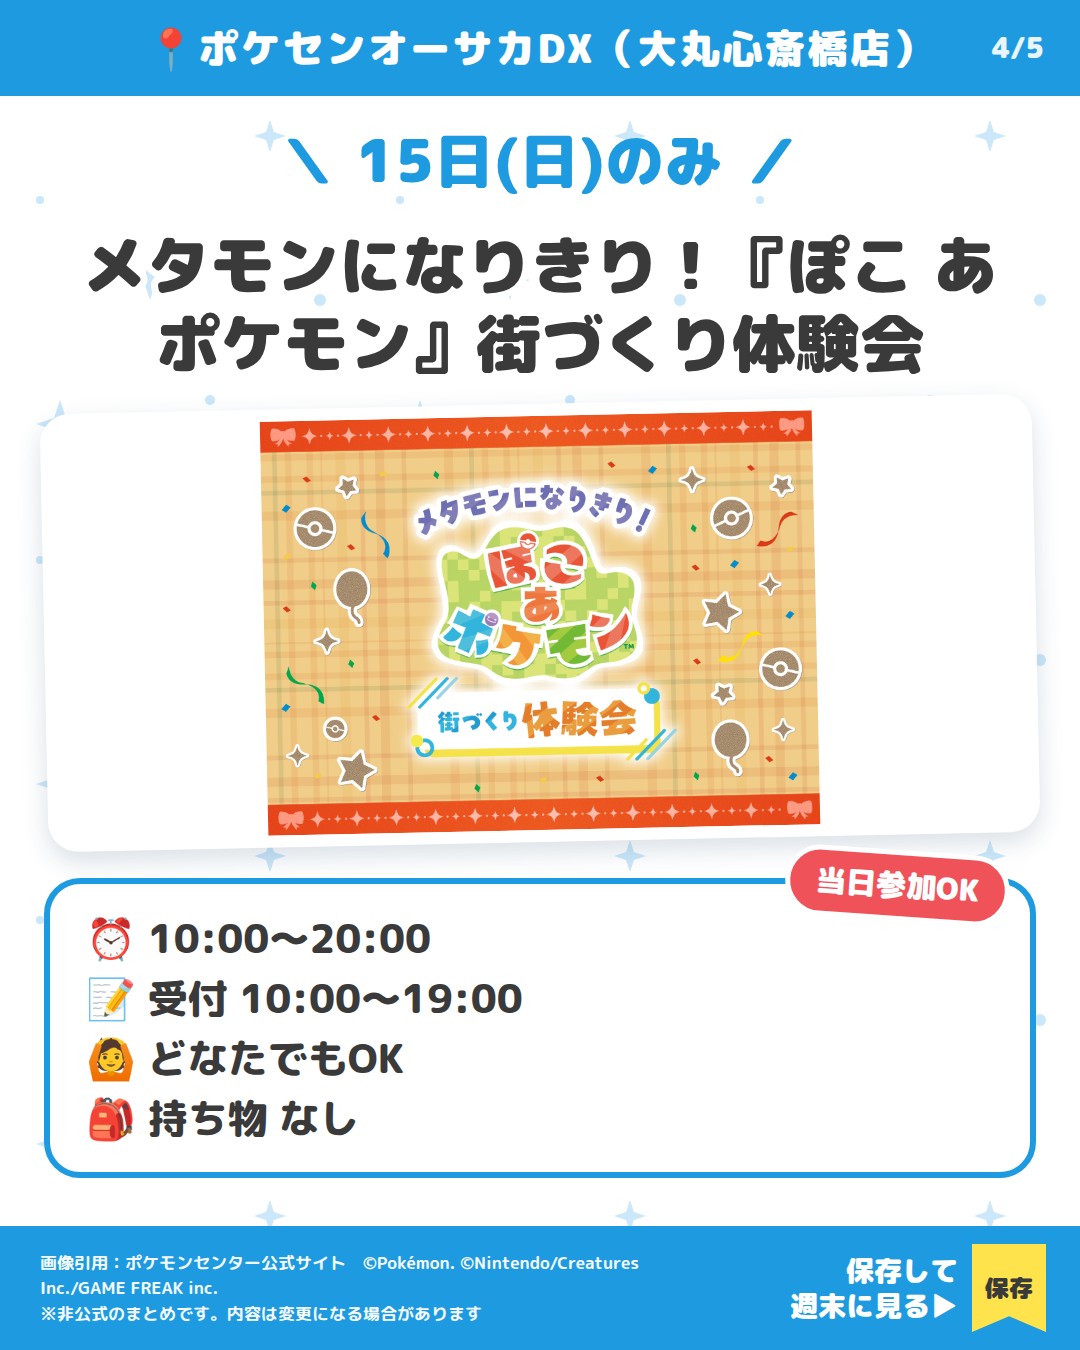 📍 ポケセンオーサカDX（大丸心斎橋店）
4/5
＼ 15日(日)のみ ／
メタモンになりきり！『ぽこ あ
ポケモン』街づくり体験会
メタモンになりきり!
ぽこ
あ
ポケモン™
街づくり体験会
当日参加OK
⏰ 10:00〜20:00
📝 受付 10:00〜19:00
🙆 どなたでもOK
🎒 持ち物 なし
画像引用：ポケモンセンター公式サイト　©Pokémon. ©Nintendo/Creatures
Inc./GAME FREAK inc.
※非公式のまとめです。内容は変更になる場合があります
保存して
週末に見る▶
保存